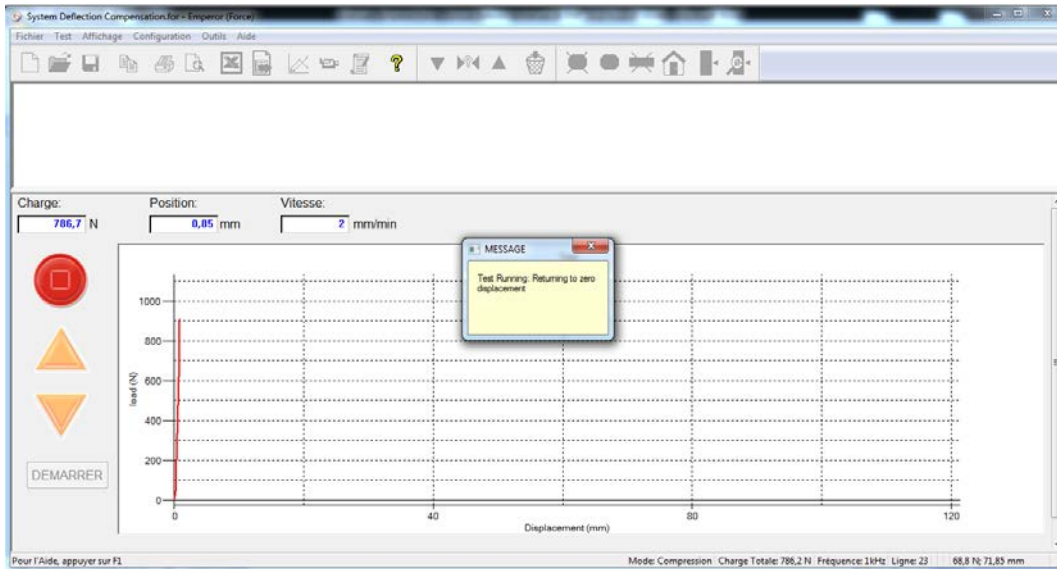 System Deflection Compensation.for - Emperor (Force)
Fichier Test Affichage Configuration Outils Aide
Charge: Position: Vitesse:
786,7 N 0,85 mm 2 mm/min
MESSAGE
Test Running: Returning to zero
displacement
1000
800
600
400
200
0
load (N)
0 40 80 120
Displacement (mm)
DEMARRER
Pour l'Aide, appuyer sur F1 Mode: Compression Charge Totale: 786,2 N Fréquence: 1kHz Ligne: 23 68,8 N; 71,85 mm